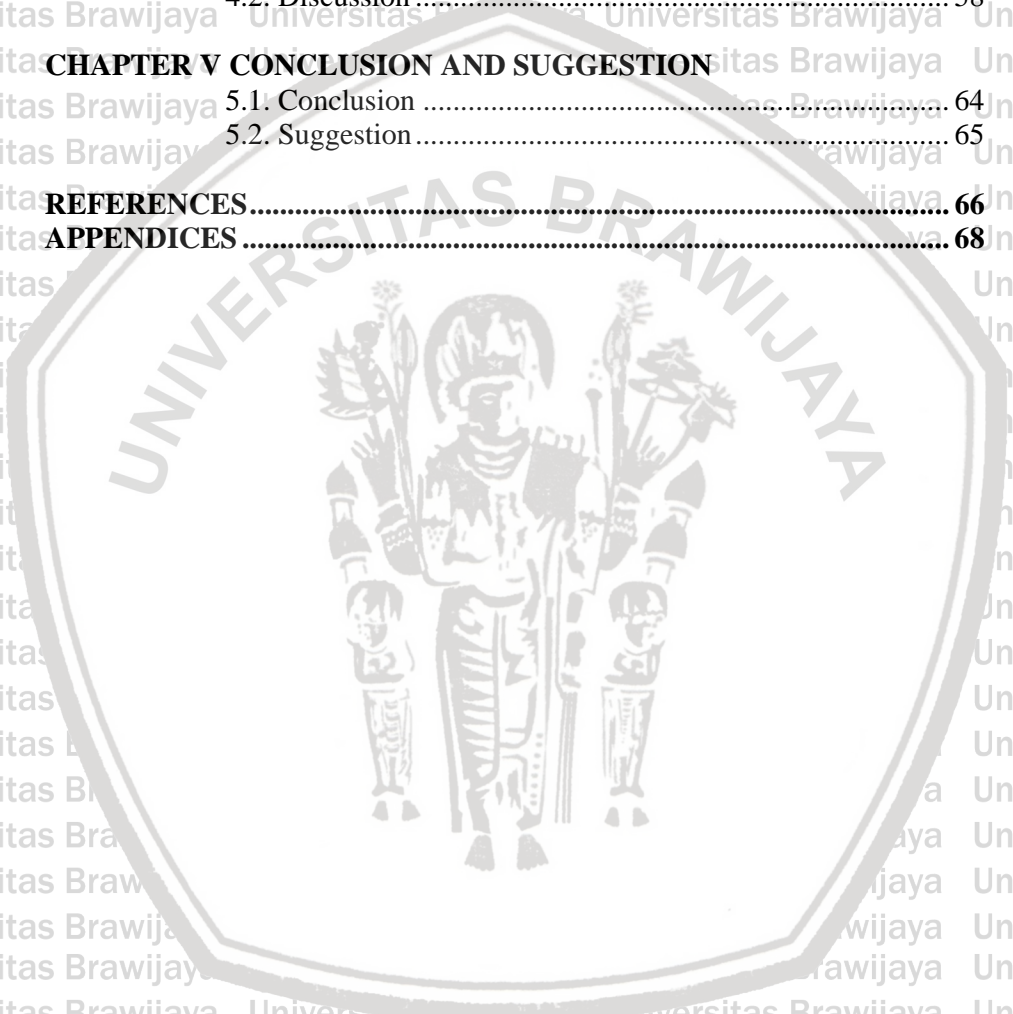 4.2. Discussion ........................................................................ 58
CHAPTER V CONCLUSION AND SUGGESTION
5.1. Conclusion ...................................................................... 64
5.2. Suggestion ....................................................................... 65
REFERENCES ............................................................................................. 66
APPENDICES .............................................................................................. 68
UNIVERSITAS BRAWIJAYA